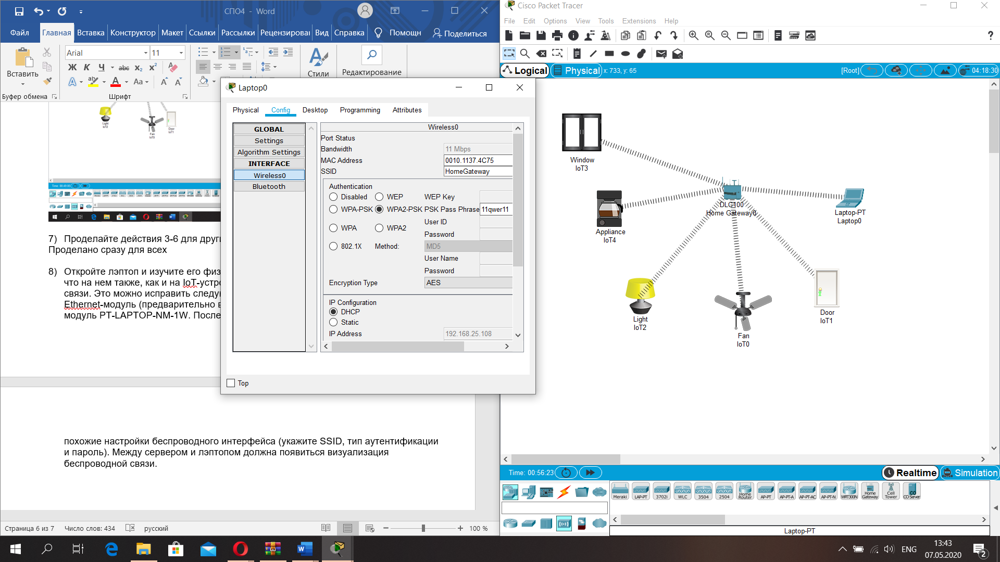 СПО4 - Word
Файл Главная Вставка Конструктор Макет Ссылки Рассылки Рецензировані Вид Справка Помощн Поделиться
Вставить
Буфер обмена
Arial 11
Ж К Ч abc x₂ x²
Aa
Шрифт
Стили
Редактирование
Light
IoT2
Fan
IoT0
Door
IoT1
7) Проделайте действия 3-6 для други
Проделано сразу для всех
8) Откройте лэптоп и изучите его физ
что на нем также, как и на IoT-устро
связи. Это можно исправить следун
Ethernet-модуль (предварительно в
модуль PT-LAPTOP-NM-1W. После
похожие настройки беспроводного интерфейса (укажите SSID, тип аутентификации
и пароль). Между сервером и лэптопом должна появиться визуализация
беспроводной связи.
Страница 6 из 7 Число слов: 434 русский 100 %
Laptop0
Physical Config Desktop Programming Attributes
GLOBAL
Settings
Algorithm Settings
INTERFACE
Wireless0
Bluetooth
Wireless0
Port Status
Bandwidth 11 Mbps
MAC Address 0010.1137.4C75
SSID HomeGateway
Authentication
Disabled WEP WEP Key
WPA-PSK WPA2-PSK PSK Pass Phrase 11qwer11
User ID
WPA WPA2
Password
802.1X Method: MD5
User Name
Password
Encryption Type AES
IP Configuration
DHCP
Static
IP Address 192.168.25.108
Top
Cisco Packet Tracer
File Edit Options View Tools Extensions Help
?
Logical Physical x: 733, y: 65 [Root] 04:18:30
Window
IoT3
DLC100
Home Gateway0
Laptop-PT
Laptop0
Appliance
IoT4
Light
IoT2
Fan
IoT0
Door
IoT1
Time: 00:56:23 Realtime Simulation
Meraki LAP-PT 3702i WLC 3504 2504 Home Router AP-PT AP-PT-A AP-PT-AC AP-PT-N WRT300N Home Gateway Cell Tower CO Server
Laptop-PT
ENG
13:43
07.05.2020
2